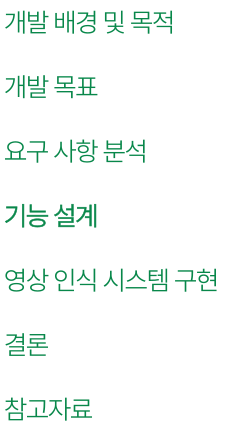 개발 배경 및 목적
개발 목표
요구 사항 분석
기능 설계
영상 인식 시스템 구현
결론
참고자료